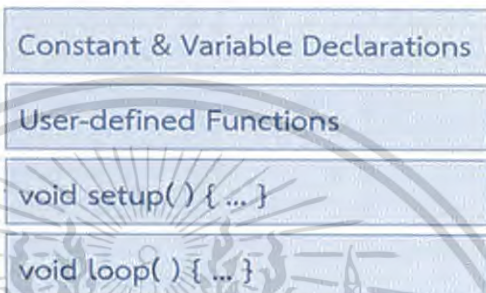 Constant & Variable Declarations
User-defined Functions
void setup( ) { ... }
void loop( ) { ... }